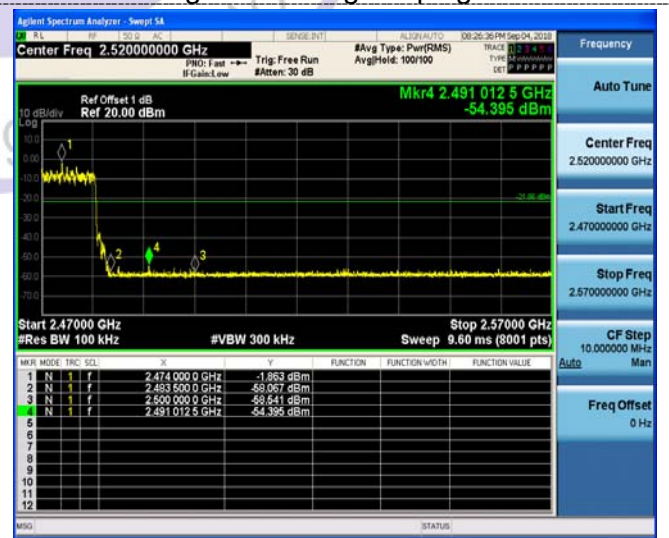 Agilent Spectrum Analyzer - Swept SA
RL RF 50 Ω AC SENSE:INT ALIGN AUTO 08:26:36 PM Sep 04, 2018
Center Freq 2.520000000 GHz
#Avg Type: Pwr(RMS)
TRACE 1 2 3 4 5 6
PNO: Fast Trig: Free Run Avg|Hold: 100/100 TYPE M
IFGain:Low #Atten: 30 dB DET P P P P P P
Ref Offset 1 dB
10 dB/div Ref 20.00 dBm
Mkr4 2.491 012 5 GHz
-54.395 dBm
Log
10.0
0.00
-10.0
-20.0
-30.0
-40.0
-50.0
-60.0
-70.0
1
2
4
3
Start 2.47000 GHz Stop 2.57000 GHz
#Res BW 100 kHz #VBW 300 kHz Sweep 9.60 ms (8001 pts)
MKR MODE TRC SCL X Y FUNCTION FUNCTION WIDTH FUNCTION VALUE
1 N 1 f 2.474 000 0 GHz -1.863 dBm
2 N 1 f 2.483 500 0 GHz -58.067 dBm
3 N 1 f 2.500 000 0 GHz -58.541 dBm
4 N 1 f 2.491 012 5 GHz -54.395 dBm
5
6
7
8
9
10
11
12
MSG STATUS
Frequency
Auto Tune
Center Freq
2.520000000 GHz
Start Freq
2.470000000 GHz
Stop Freq
2.570000000 GHz
CF Step
10.000000 MHz
Auto Man
Freq Offset
0 Hz